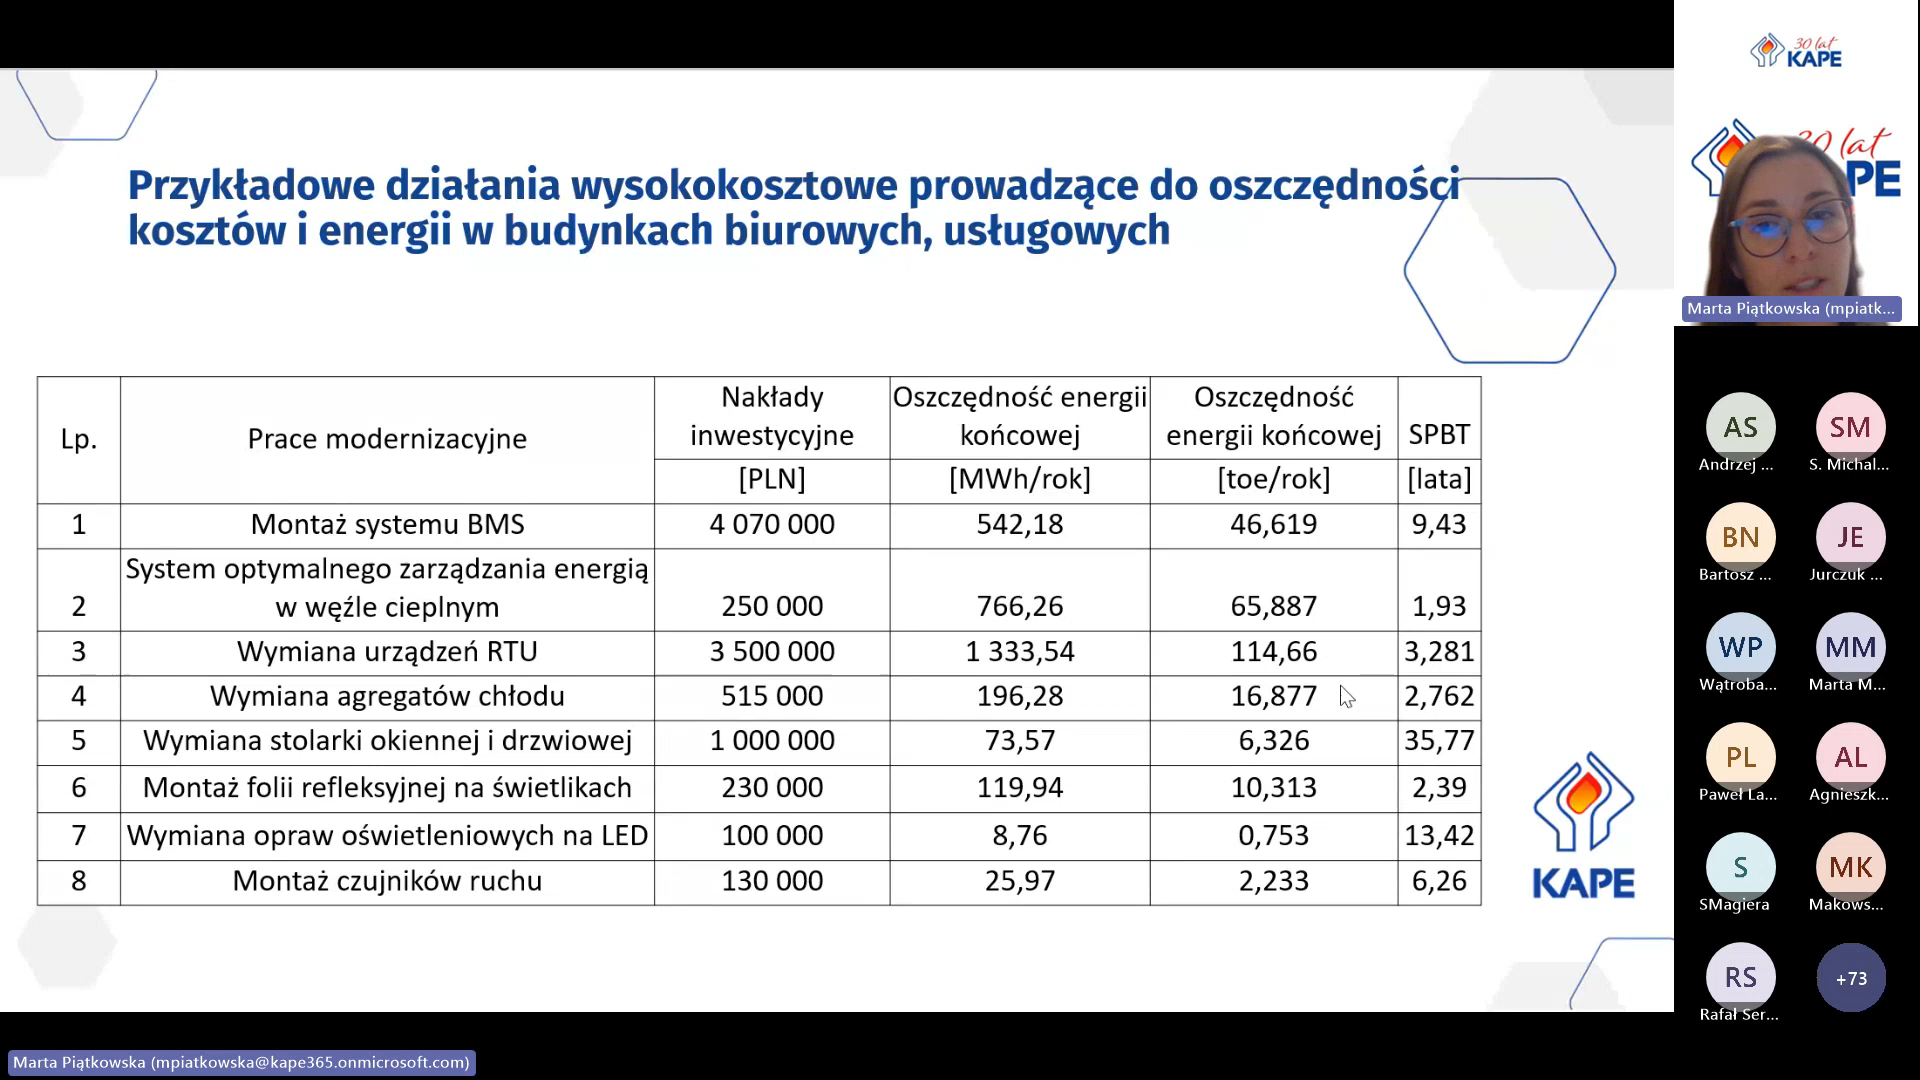 30 lat
KAPE
Przykładowe działania wysokokosztowe prowadzące do oszczędności
kosztów i energii w budynkach biurowych, usługowych
30 lat
PE
Marta Piątkowska (mpiatk...
Lp.
Prace modernizacyjne
Nakłady
inwestycyjne
Oszczędność energii
końcowej
Oszczędność
energii końcowej
SPBT
[PLN]
[MWh/rok]
[toe/rok]
[lata]
1 Montaż systemu BMS 4 070 000 542,18 46,619 9,43
System optymalnego zarządzania energią
2 w węźle cieplnym 250 000 766,26 65,887 1,93
3 Wymiana urządzeń RTU 3 500 000 1 333,54 114,66 3,281
4 Wymiana agregatów chłodu 515 000 196,28 16,877 2,762
5 Wymiana stolarki okiennej i drzwiowej 1 000 000 73,57 6,326 35,77
6 Montaż folii refleksyjnej na świetlikach 230 000 119,94 10,313 2,39
7 Wymiana opraw oświetleniowych na LED 100 000 8,76 0,753 13,42
8 Montaż czujników ruchu 130 000 25,97 2,233 6,26
KAPE
AS
Andrzej ...
SM
S. Michal...
BN
Bartosz ...
JE
Jurczuk ...
WP
Wątroba...
MM
Marta M...
PL
Paweł La...
AL
Agnieszk...
S
SMagiera
MK
Makows...
RS
Rafał Ser...
+73
Marta Piątkowska (mpiatkowska@kape365.onmicrosoft.com)